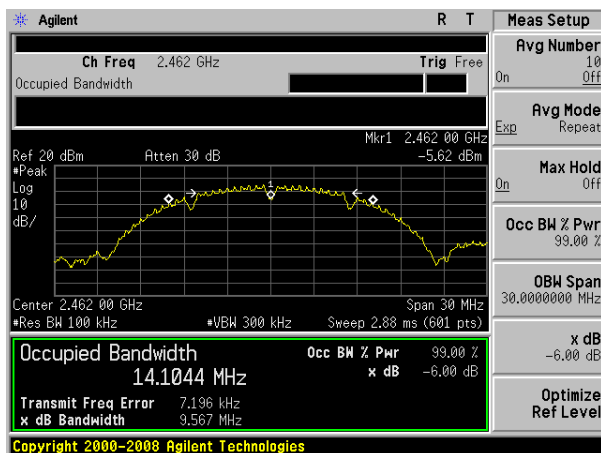 Agilent R T
Ch Freq 2.462 GHz Trig Free
Occupied Bandwidth
Mkr1 2.462 00 GHz
Ref 20 dBm Atten 30 dB -5.62 dBm
#Peak
Log
10
dB/
1
Center 2.462 00 GHz Span 30 MHz
#Res BW 100 kHz #VBW 300 kHz Sweep 2.88 ms (601 pts)
Occupied Bandwidth Occ BW % Pwr 99.00 %
14.1044 MHz x dB -6.00 dB
Transmit Freq Error 7.196 kHz
x dB Bandwidth 9.567 MHz
Copyright 2000-2008 Agilent Technologies
Meas Setup
Avg Number
10
On Off
Avg Mode
Exp Repeat
Max Hold
On Off
Occ BW % Pwr
99.00 %
OBW Span
30.0000000 MHz
x dB
-6.00 dB
Optimize
Ref Level